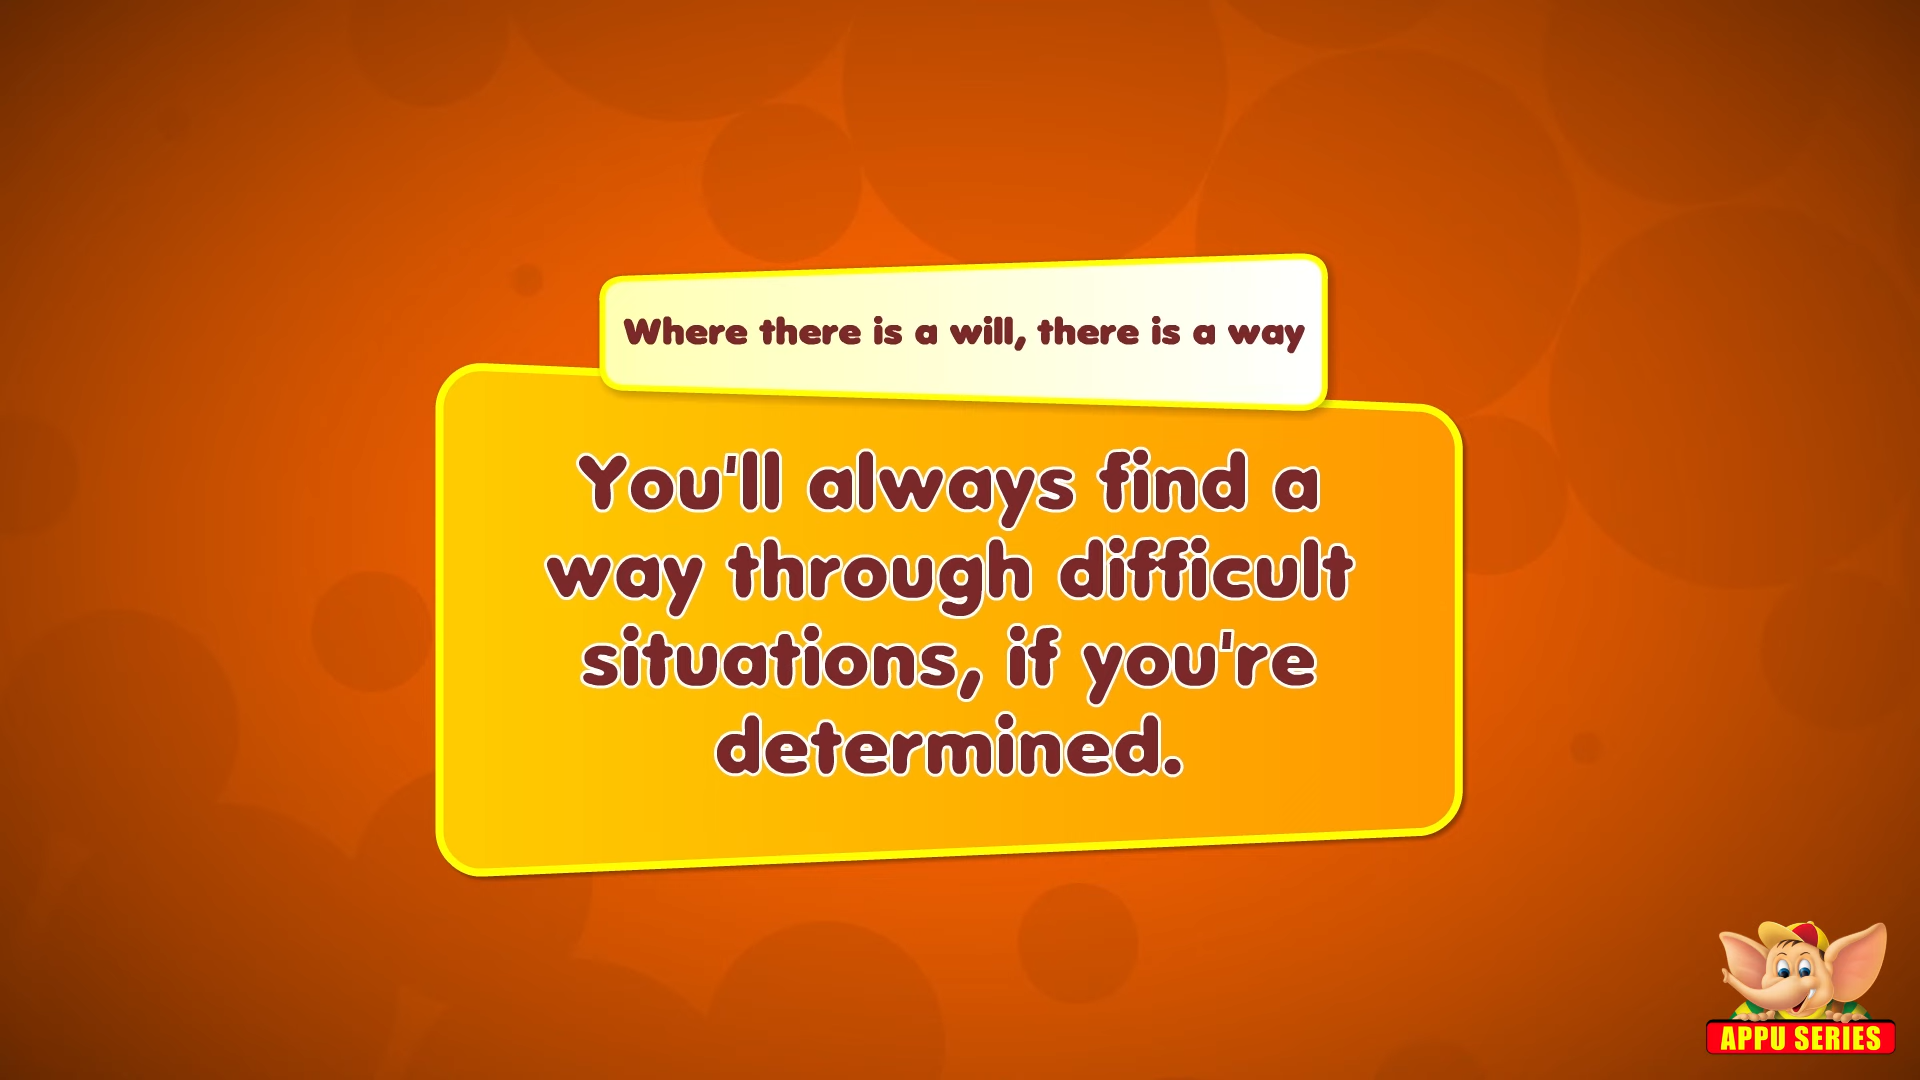 Where there is a will, there is a way
You'll always find a
way through difficult
situations, if you're
determined.
APPU SERIES